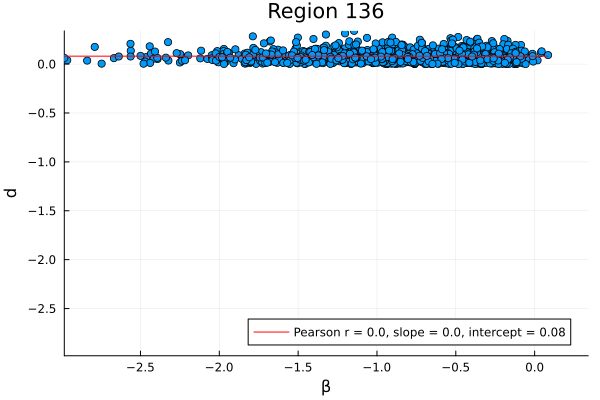 Region 136
0.0
−0.5
−1.0
−1.5
−2.0
−2.5
d
Pearson r = 0.0, slope = 0.0, intercept = 0.08
−2.5 −2.0 −1.5 −1.0 −0.5 0.0
β